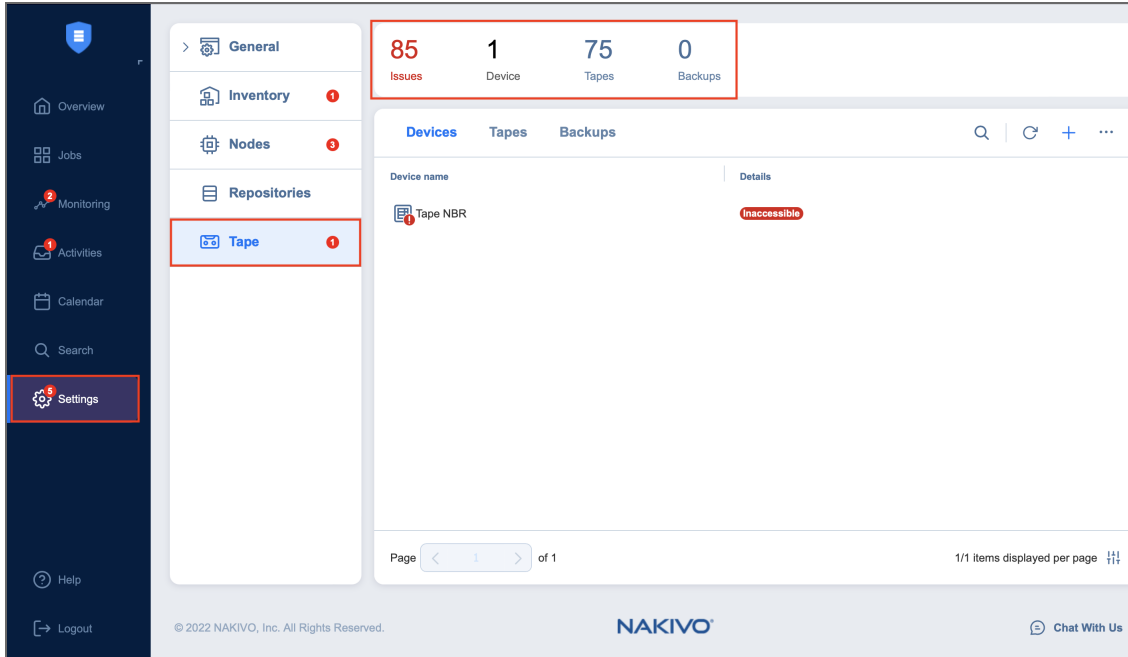 Overview
Jobs
2
Monitoring
1
Activities
Calendar
Search
5
Settings
Help
Logout
General
Inventory 1
Nodes 3
Repositories
Tape 1
85 1 75 0
Issues Device Tapes Backups
Devices Tapes Backups
Device name Details
Tape NBR Inaccessible
Page 1 of 1 1/1 items displayed per page
© 2022 NAKIVO, Inc. All Rights Reserved. NAKIVO® Chat With Us